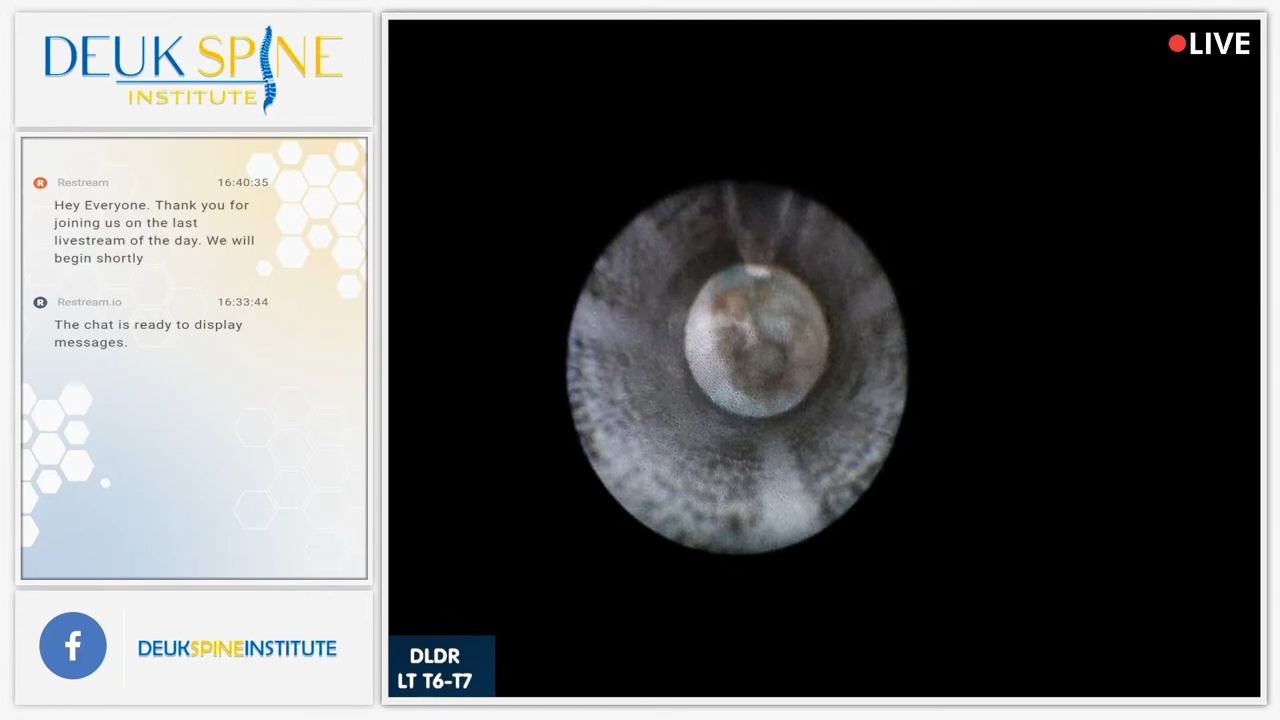 DEUK SPINE
INSTITUTE
Restream 16:40:35
Hey Everyone. Thank you for
joining us on the last
livestream of the day. We will
begin shortly
Restream.io 16:33:44
The chat is ready to display
messages.
DEUKSPINEINSTITUTE
LIVE
DLDR
LT T6-T7